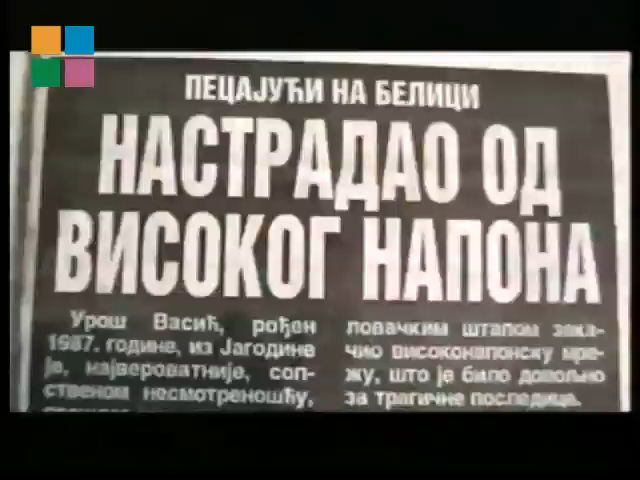 ПЕЦАЈУЋИ НА БЕЛИЦИ
НАСТРАДАО ОД
ВИСОКОГ НАПОНА
Урош Васић, рођен
1987. године, из Јагодине
је, највероватније, соп-
ственом несмотреношћу,
ловачким штапом зака-
чио високонапонску мре-
жу, што је било довољно
за трагичне последице.